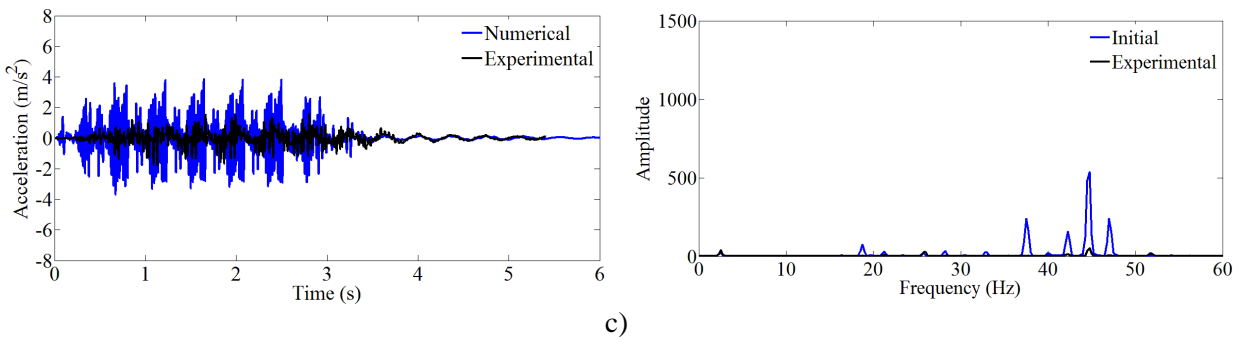 8
6
4
2
0
-2
-4
-6
-8
Acceleration (m/s²)
Numerical
Experimental
0 1 2 3 4 5 6
Time (s)
1500
1000
500
0
Amplitude
Initial
Experimental
0 10 20 30 40 50 60
Frequency (Hz)
c)